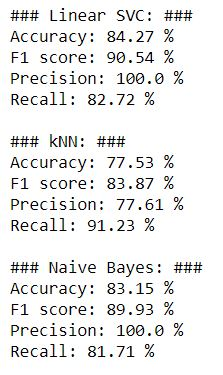 ### Linear SVC: ###
Accuracy: 84.27 %
F1 score: 90.54 %
Precision: 100.0 %
Recall: 82.72 %
### kNN: ###
Accuracy: 77.53 %
F1 score: 83.87 %
Precision: 77.61 %
Recall: 91.23 %
### Naive Bayes: ###
Accuracy: 83.15 %
F1 score: 89.93 %
Precision: 100.0 %
Recall: 81.71 %